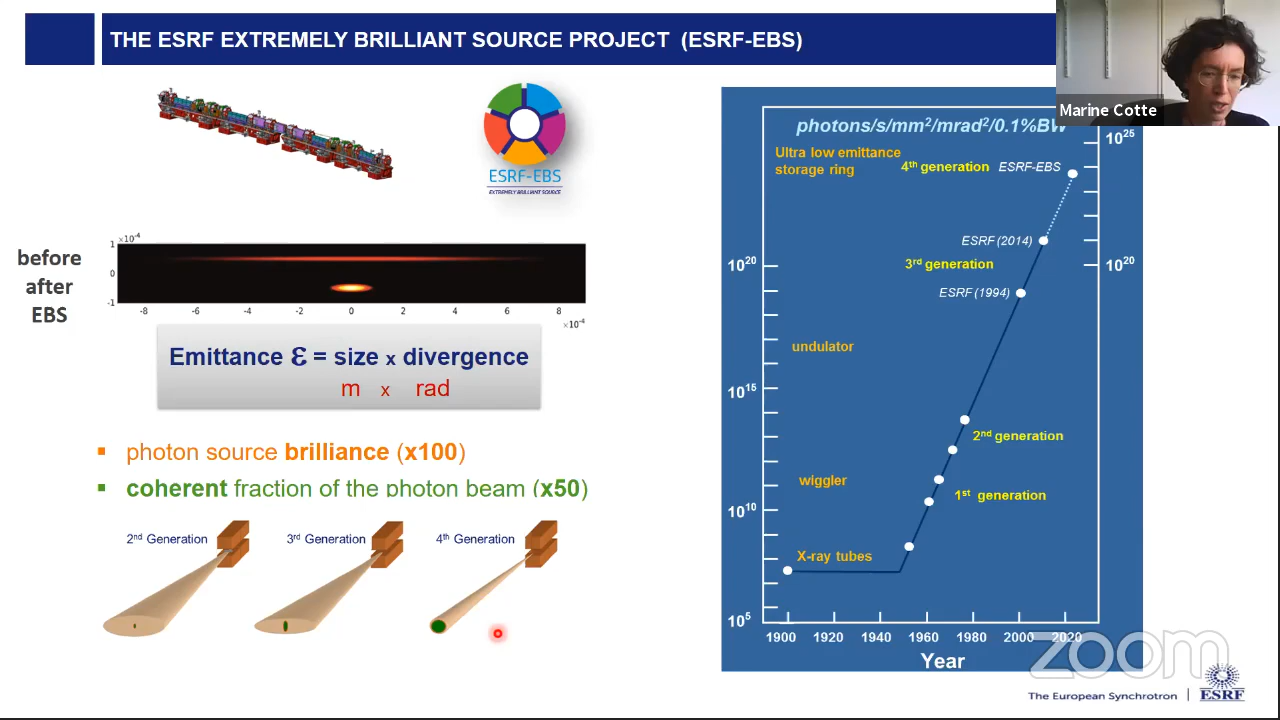 THE ESRF EXTREMELY BRILLIANT SOURCE PROJECT (ESRF-EBS)
Marine Cotte
ESRF-EBS
EXTREMELY BRILLIANT SOURCE
before
after
EBS
1 ×10⁻⁴
0
-1
-8 -6 -4 -2 0 2 4 6 8
×10⁻⁴
Emittance ε = size x divergence
m x rad
▪ photon source brilliance (x100)
▪ coherent fraction of the photon beam (x50)
2nd Generation
3rd Generation
4th Generation
photons/s/mm²/mrad²/0.1%BW
10²⁵
Ultra low emittance
storage ring
4th generation
ESRF-EBS
ESRF (2014)
10²⁰
3rd generation
10²⁰
ESRF (1994)
undulator
10¹⁵
2nd generation
wiggler
1st generation
10¹⁰
X-ray tubes
10⁵
1900 1920 1940 1960 1980 2000 2020
Year
zoom
The European Synchrotron
ESRF